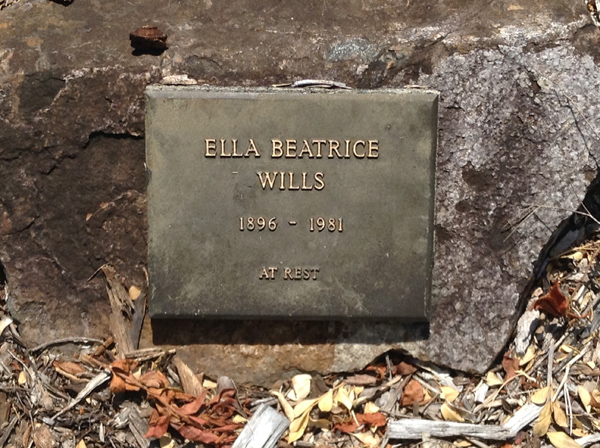 ELLA BEATRICE
WILLS
1896 - 1981
AT REST